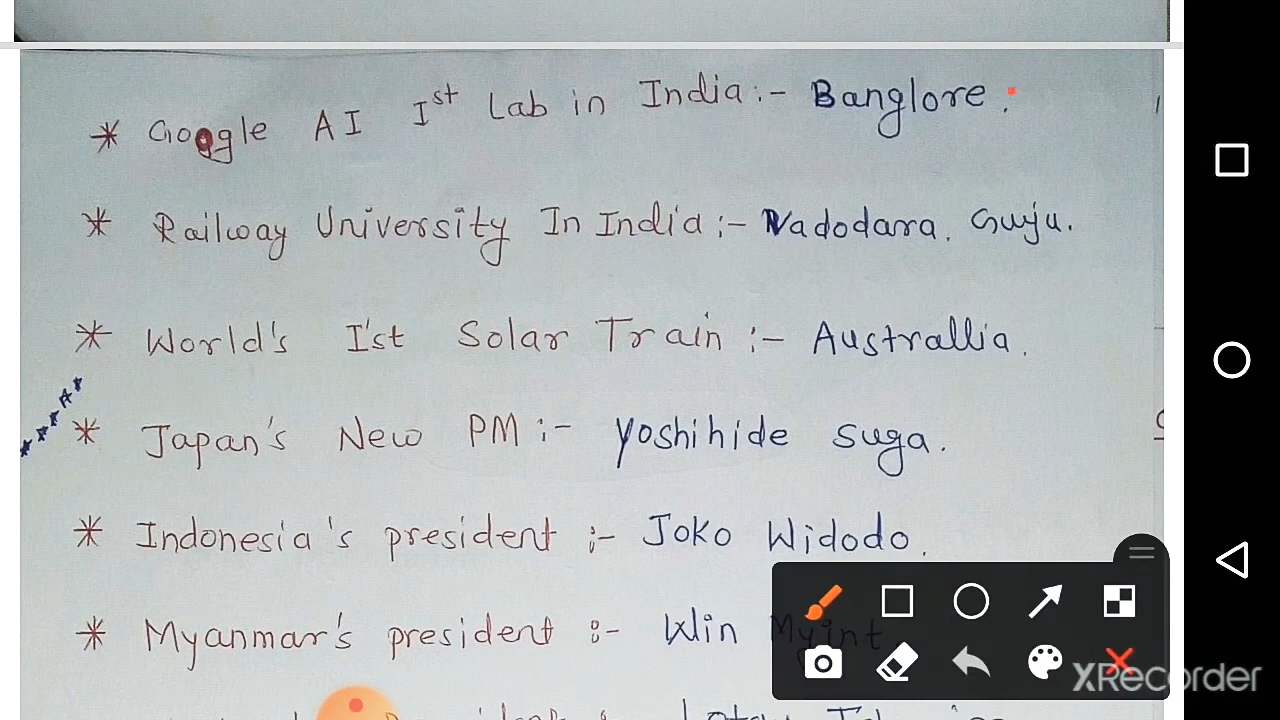 * Google AI Ist Lab in India :- Banglore.
* Railway University In India :- Vadodara. Guju.
* World's I'st Solar Train :- Australlia.
* Japan's New PM :- Yoshihide Suga.
* Indonesia's president :- Joko Widodo.
* Myanmar's president :- Win Myint
XRecorder